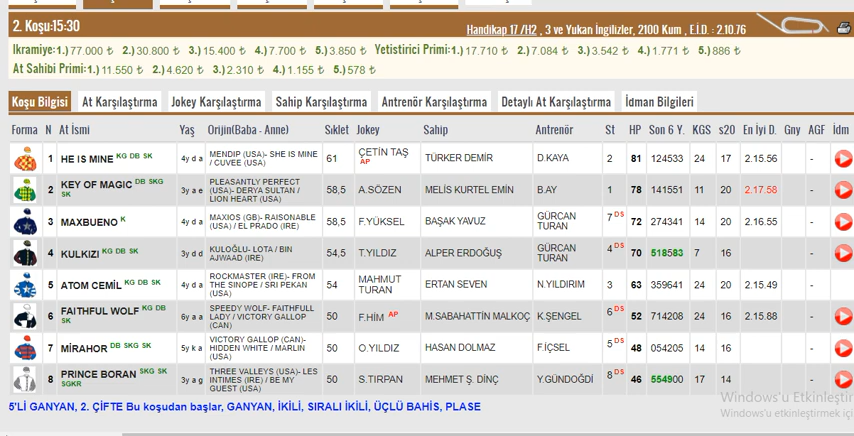 2. Koşu:15:30
Handikap 17 /H2 , 3 ve Yukarı İngilizler, 2100 Kum , E.İ.D. : 2.10.76
Ikramiye:1.) 77.000 ₺ 2.) 30.800 ₺ 3.) 15.400 ₺ 4.) 7.700 ₺ 5.) 3.850 ₺ Yetistirici Primi:1.) 17.710 ₺ 2.) 7.084 ₺ 3.) 3.542 ₺ 4.) 1.771 ₺ 5.) 886 ₺
At Sahibi Primi:1.) 11.550 ₺ 2.) 4.620 ₺ 3.) 2.310 ₺ 4.) 1.155 ₺ 5.) 578 ₺
Koşu Bilgisi At Karşılaştırma Jokey Karşılaştırma Sahip Karşılaştırma Antrenör Karşılaştırma Detaylı At Karşılaştırma İdman Bilgileri
Forma N At İsmi Yaş Orijin(Baba - Anne) Sıklet Jokey Sahip Antrenör St HP Son 6 Y. KGS s20 En İyi D. Gny AGF İdm
1 HE IS MINE KG DB SK 4y d a MENDIP (USA)- SHE IS MINE / CUVEE (USA) 61 ÇETİN TAŞ AP TÜRKER DEMİR D.KAYA 2 81 124533 24 17 2.15.56 -
2 KEY OF MAGIC DB SKG SK 3y a e PLEASANTLY PERFECT (USA)- DERYA SULTAN / LION HEART (USA) 58,5 A.SÖZEN MELİS KURTEL EMİN B.AY 1 78 141551 11 20 2.17.58 -
3 MAXBUENO K 4y d a MAXIOS (GB)- RAISONABLE (USA) / EL PRADO (IRE) 58,5 F.YÜKSEL BAŞAK YAVUZ GÜRCAN TURAN 7 DS 72 274341 14 20 2.16.55 -
4 KULKIZI KG DB SK 3y d d KULOĞLU- LOTA / BIN AJWAAD (IRE) 54,5 T.YILDIZ ALPER ERDOĞUŞ GÜRCAN TURAN 4 DS 70 518583 7 16 -
5 ATOM CEMİL KG DB SK 4y d a ROCKMASTER (IRE)- FROM THE SINOPE / SRI PEKAN (USA) 54 MAHMUT TURAN ERTAN SEVEN N.YILDIRIM 3 63 359641 24 20 2.15.49 -
6 FAITHFUL WOLF KG DB SK 6y a a SPEEDY WOLF- FAITHFULL LADY / VICTORY GALLOP (CAN) 50 F.HİM AP M.SABAHATTİN MALKOÇ K.ŞENGEL 6 DS 52 714208 24 16 2.15.88 -
7 MİRAHOR DB SKG SK 5y k a VICTORY GALLOP (CAN)- HIDDEN WHITE / MARLIN (USA) 50 O.YILDIZ HASAN DOLMAZ F.İÇSEL 5 DS 48 054205 14 16 -
8 PRINCE BORAN SKG SK SGKR 3y a g THREE VALLEYS (USA)- LES INTIMES (IRE) / BE MY GUEST (USA) 50 S.TIRPAN MEHMET Ş. DİNÇ Y.GÜNDOĞDİ 8 DS 46 554900 17 14 -
5'Lİ GANYAN, 2. ÇİFTE Bu koşudan başlar, GANYAN, İKİLİ, SIRALI İKİLİ, ÜÇLÜ BAHİS, PLASE
Windows'u Etkinleştir
Windows'u etkinleştirmek içi